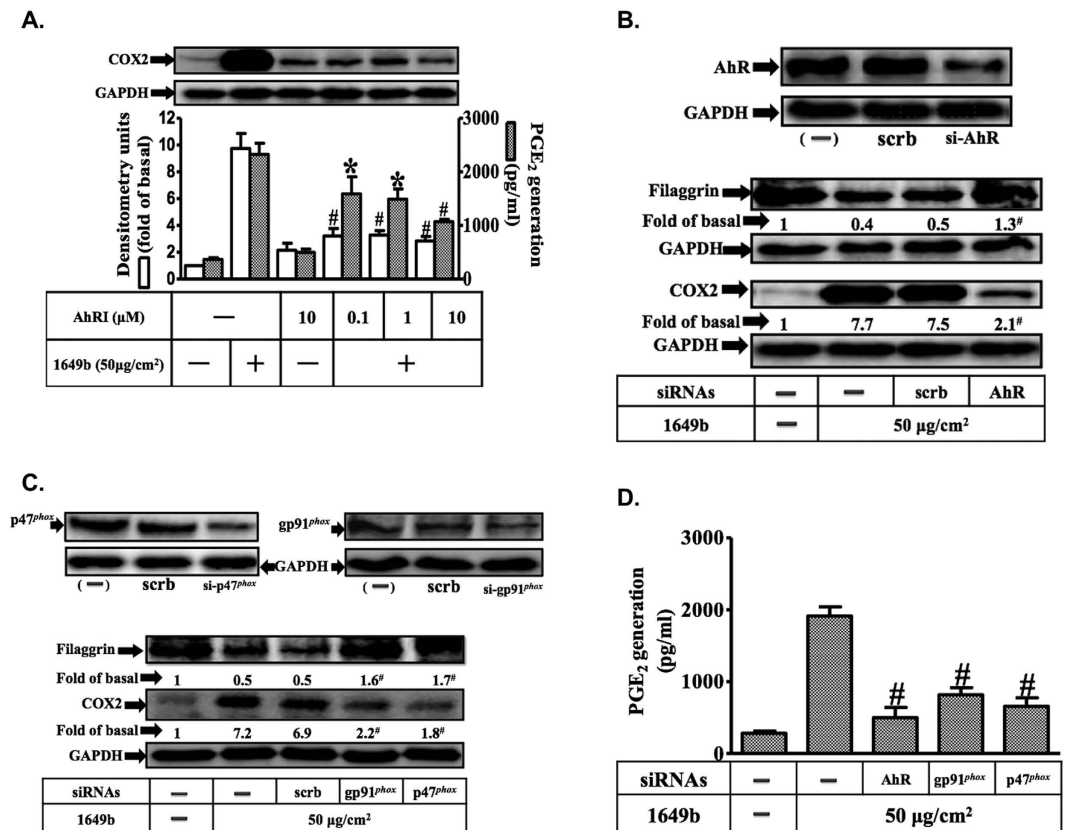 A.
COX2
GAPDH
Densitometry units
(fold of basal)
12
10
8
6
4
2
0
# * # * # #
3000
2000
1000
0
PGE2 generation
(pg/ml)
AhRI (μM) — 10 0.1 1 10
1649b (50μg/cm²) — + — +
B.
AhR
GAPDH
(—) scrb si-AhR
Filaggrin
Fold of basal 1 0.4 0.5 1.3#
GAPDH
COX2
Fold of basal 1 7.7 7.5 2.1#
GAPDH
siRNAs — — scrb AhR
1649b — 50 μg/cm²
C.
p47phox
gp91phox
GAPDH
(—) scrb si-p47phox
(—) scrb si-gp91phox
Filaggrin
Fold of basal 1 0.5 0.5 1.6# 1.7#
COX2
Fold of basal 1 7.2 6.9 2.2# 1.8#
GAPDH
siRNAs — — scrb gp91phox p47phox
1649b — 50 μg/cm²
D.
PGE2 generation
(pg/ml)
3000
2000
1000
0
# # #
siRNAs — — AhR gp91phox p47phox
1649b — 50 μg/cm²